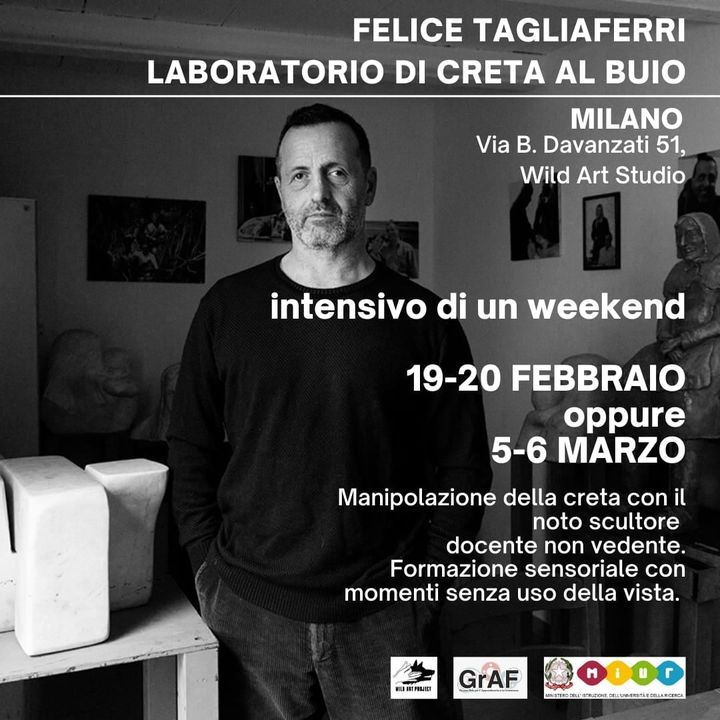 FELICE TAGLIAFERRI
LABORATORIO DI CRETA AL BUIO
MILANO
Via B. Davanzati 51,
Wild Art Studio
intensivo di un weekend
19-20 FEBBRAIO
oppure
5-6 MARZO
Manipolazione della creta con il
noto scultore
docente non vedente.
Formazione sensoriale con
momenti senza uso della vista.
WILD ART PROJECT
GrAF
miur
MINISTERO DELL'ISTRUZIONE, DELL'UNIVERSITÀ E DELLA RICERCA